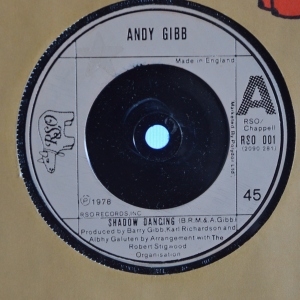 ANDY GIBB
Made in England
A
RSO/
Chappell
RSO 001
(2090 281)
45
Marketed By Polydor Ltd.
RSO
℗ 1978
RSO RECORDS INC.
SHADOW DANCING (B.R.M.& A.Gibb)
Produced by Barry Gibb, Karl Richardson and
Albhy Galuten by Arrangement with The
Robert Stigwood
Organisation